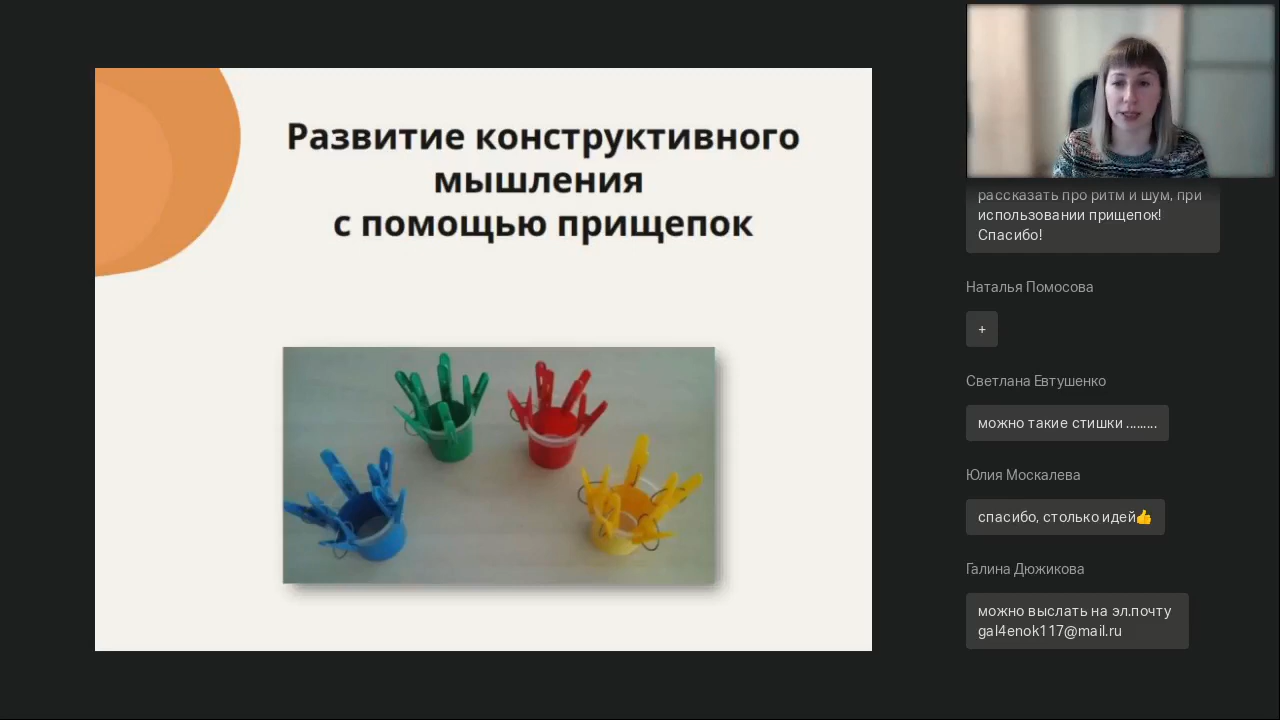 Развитие конструктивного
мышления
с помощью прищепок
рассказать про ритм и шум, при
использовании прищепок!
Спасибо!
Наталья Помосова
+
Светлана Евтушенко
можно такие стишки .........
Юлия Москалева
спасибо, столько идей👍
Галина Дюжикова
можно выслать на эл.почту
gal4enok117@mail.ru